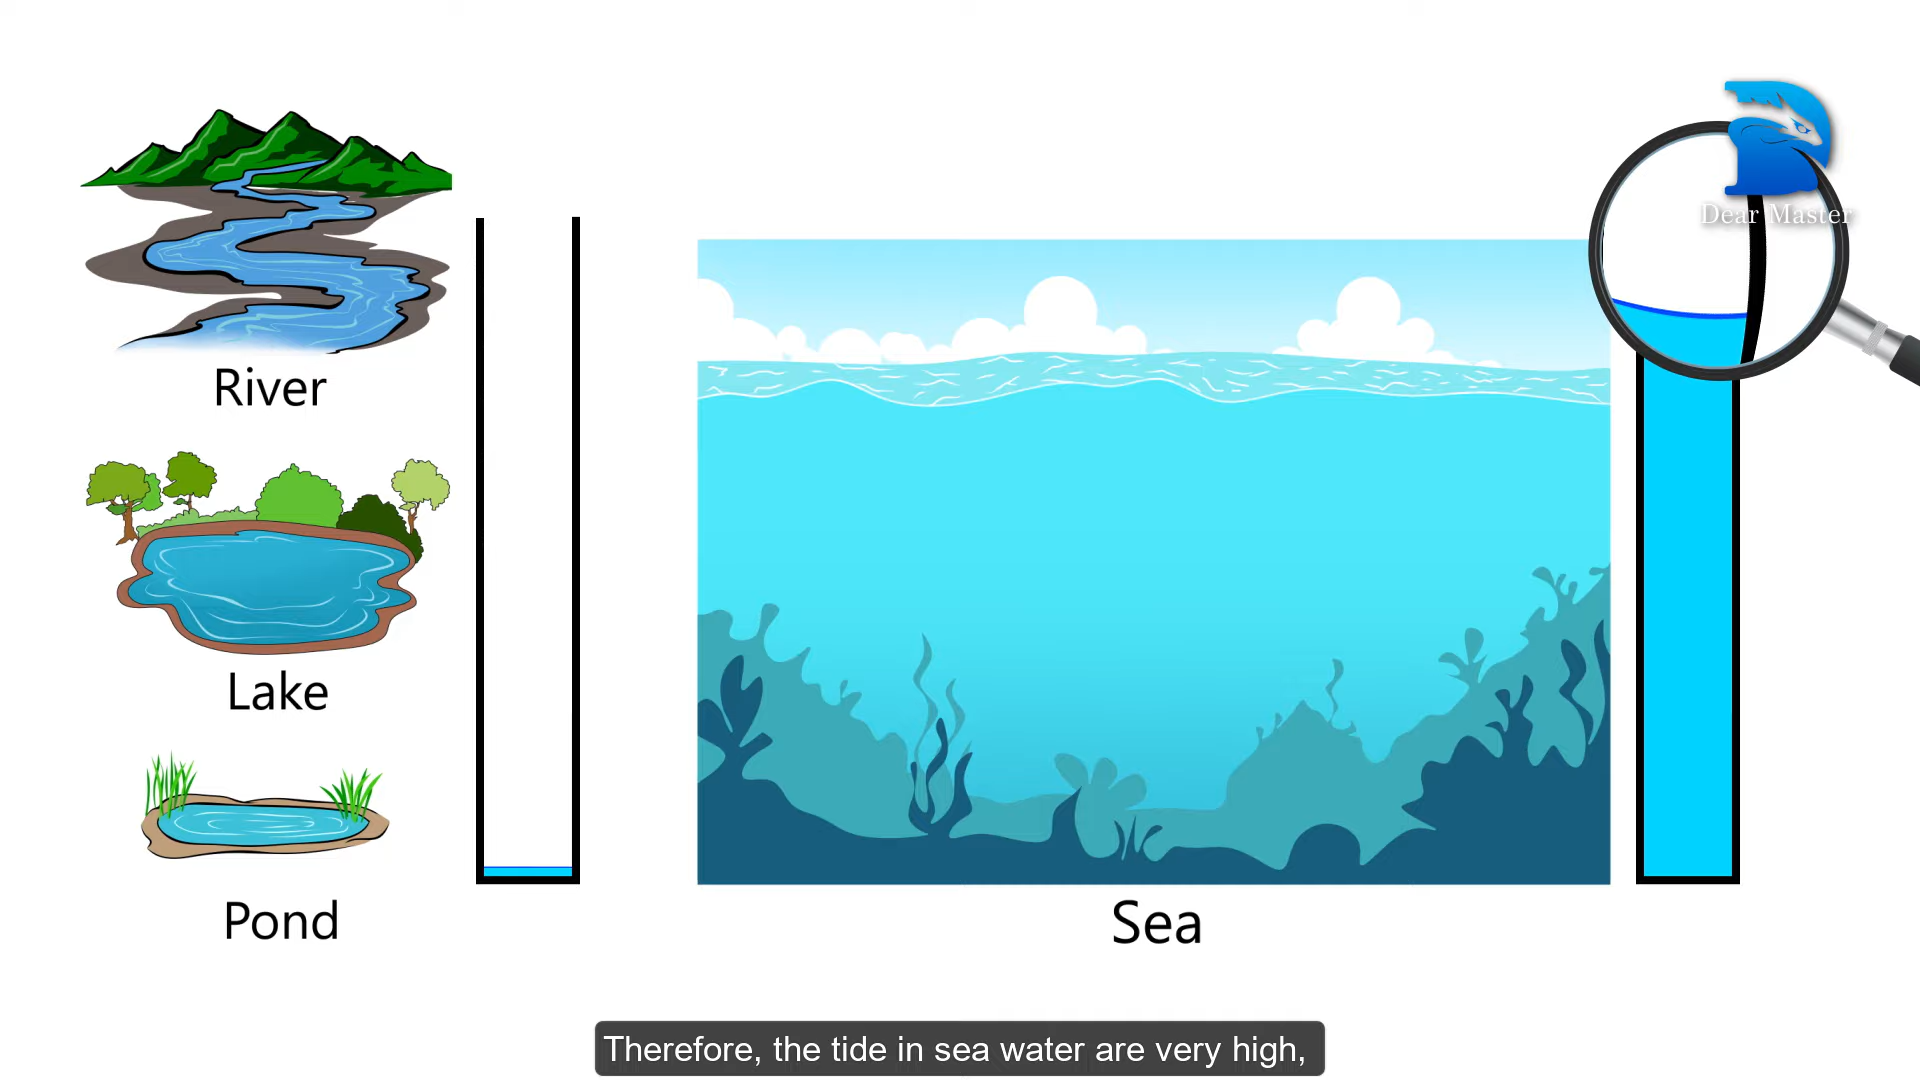 Dear Master
River
Lake
Pond
Sea
Therefore, the tide in sea water are very high,